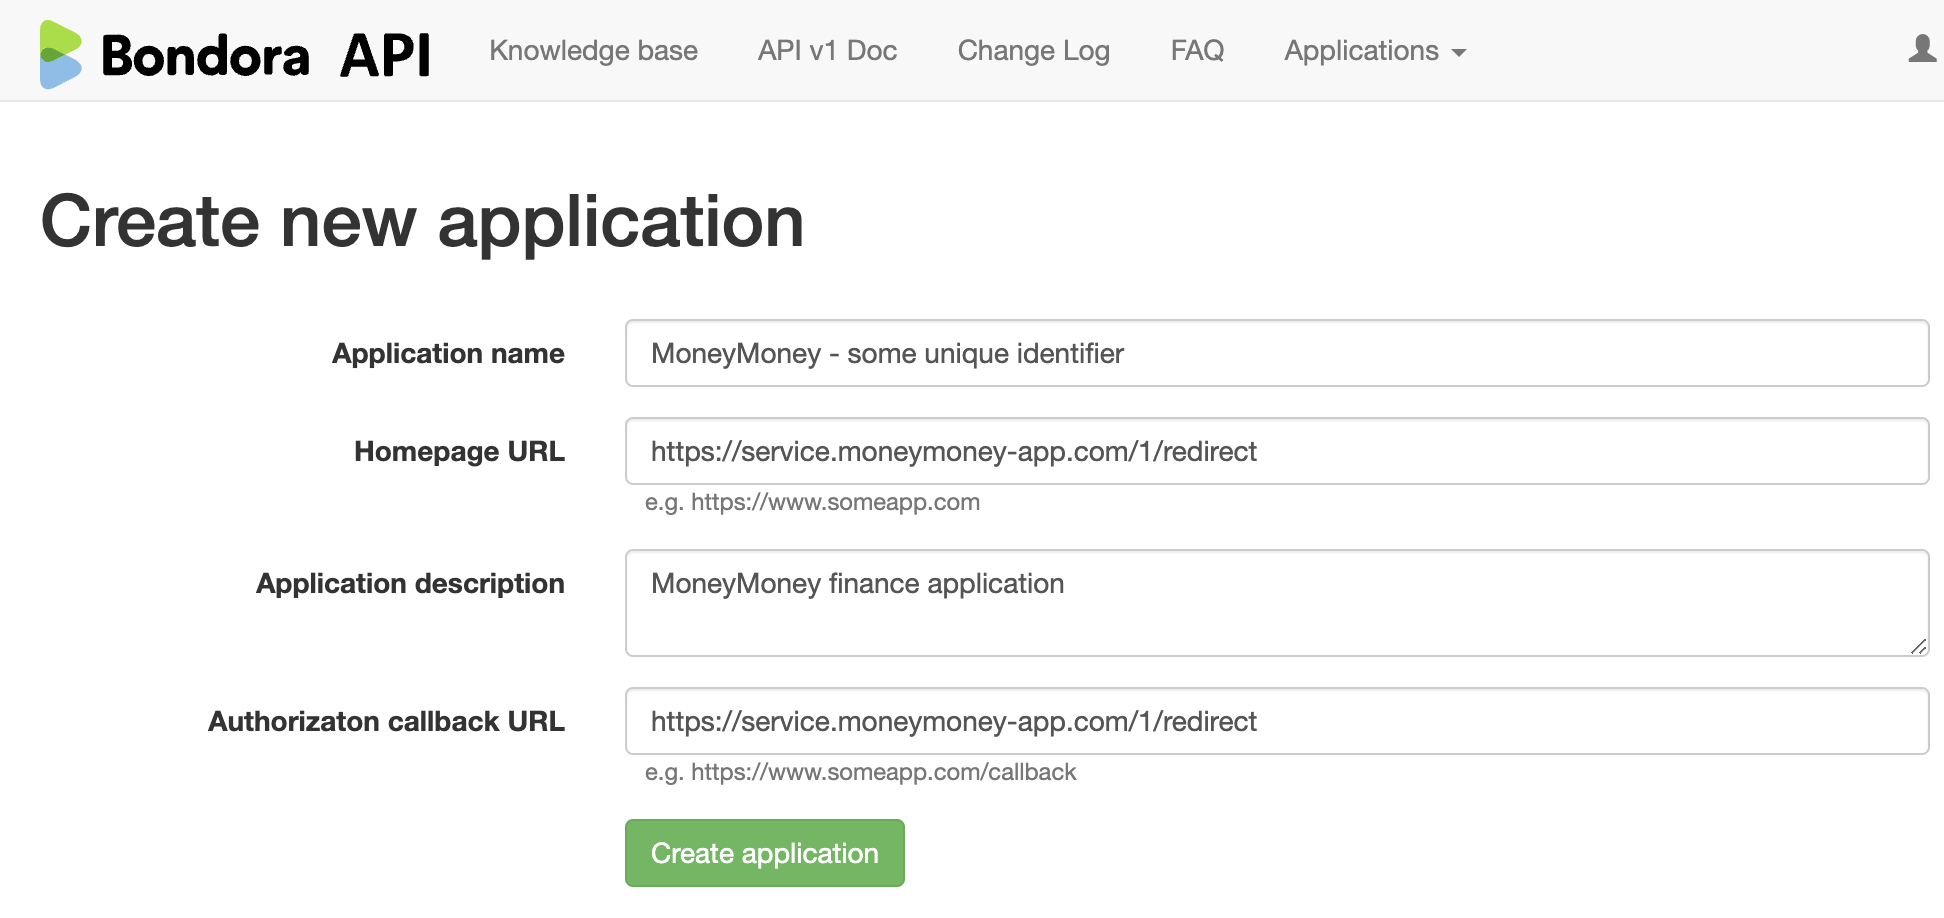 Bondora API Knowledge base API v1 Doc Change Log FAQ Applications
Create new application
Application name MoneyMoney - some unique identifier
Homepage URL https://service.moneymoney-app.com/1/redirect
e.g. https://www.someapp.com
Application description MoneyMoney finance application
Authorizaton callback URL https://service.moneymoney-app.com/1/redirect
e.g. https://www.someapp.com/callback
Create application